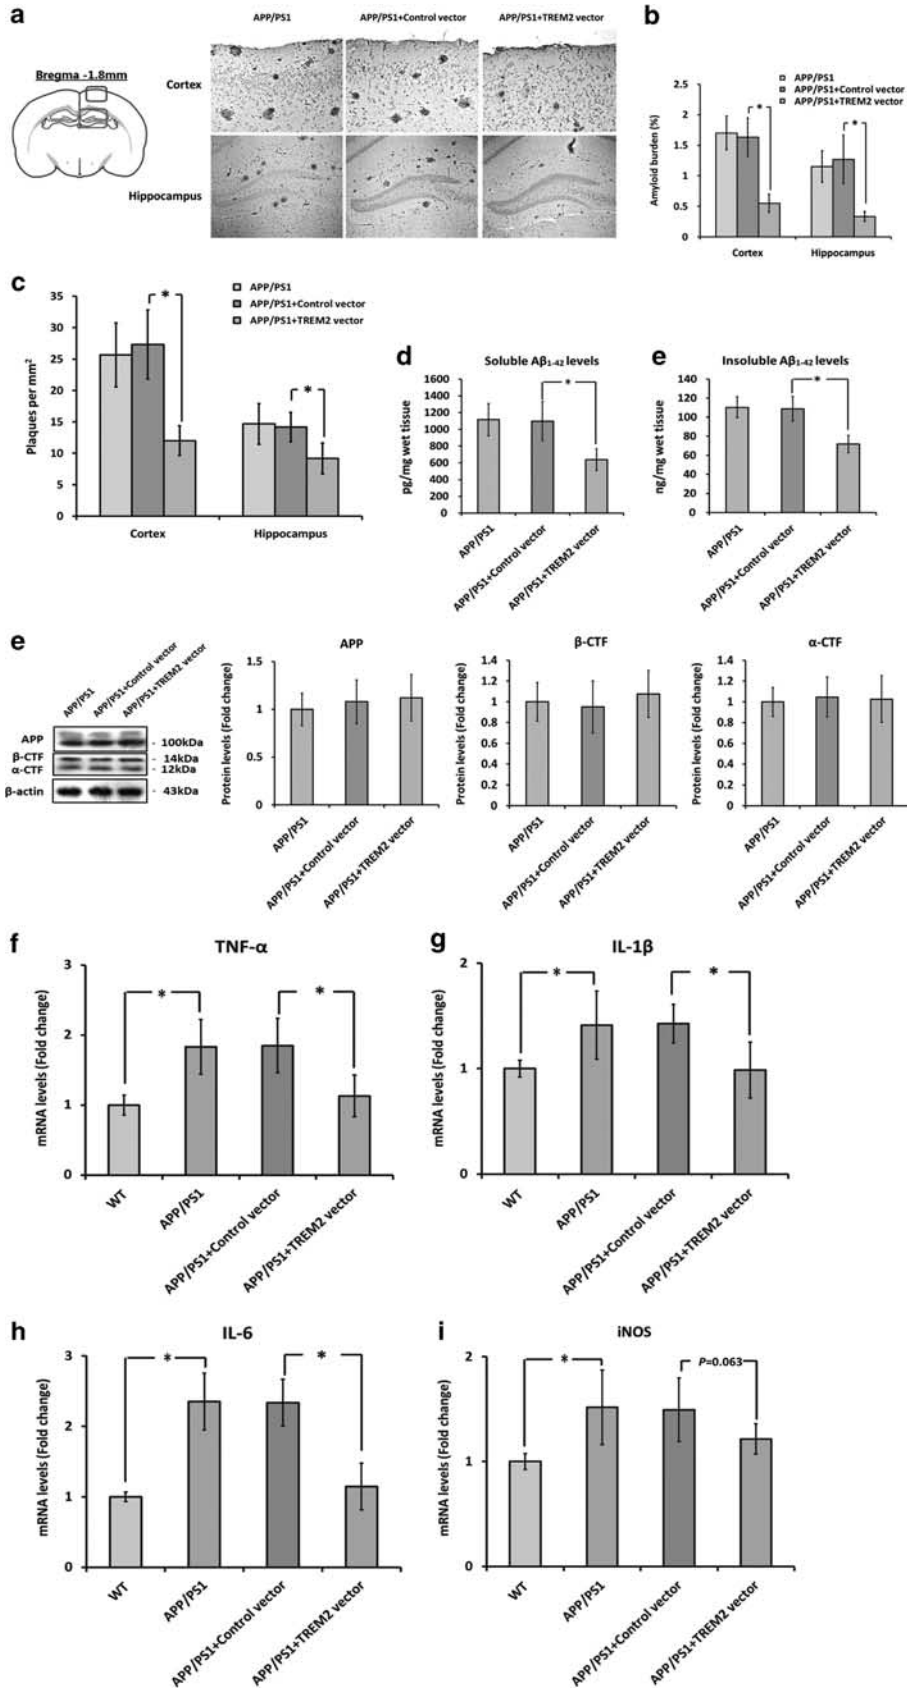 a
APP/PS1
APP/PS1+Control vector
APP/PS1+TREM2 vector
Bregma -1.8mm
Cortex
Hippocampus
b
APP/PS1
APP/PS1+Control vector
APP/PS1+TREM2 vector
Amyloid burden (%)
2.5
2
1.5
1
0.5
0
*
*
Cortex
Hippocampus
c
APP/PS1
APP/PS1+Control vector
APP/PS1+TREM2 vector
Plaques per mm²
35
30
25
20
15
10
5
0
*
*
Cortex
Hippocampus
d
Soluble Aβ₁₋₄₂ levels
pg/mg wet tissue
1600
1400
1200
1000
800
600
400
200
0
*
APP/PS1
APP/PS1+Control vector
APP/PS1+TREM2 vector
e
Insoluble Aβ₁₋₄₂ levels
ng/mg wet tissue
140
120
100
80
60
40
20
0
*
APP/PS1
APP/PS1+Control vector
APP/PS1+TREM2 vector
e
APP/PS1
APP/PS1+Control vector
APP/PS1+TREM2 vector
APP - 100kDa
β-CTF - 14kDa
α-CTF - 12kDa
β-actin - 43kDa
APP
Protein levels (Fold change)
1.5
1
0.5
0
APP/PS1
APP/PS1+Control vector
APP/PS1+TREM2 vector
β-CTF
Protein levels (Fold change)
1.4
1.2
1
0.8
0.6
0.4
0.2
0
APP/PS1
APP/PS1+Control vector
APP/PS1+TREM2 vector
α-CTF
Protein levels (Fold change)
1.4
1.2
1
0.8
0.6
0.4
0.2
0
APP/PS1
APP/PS1+Control vector
APP/PS1+TREM2 vector
f
TNF-α
mRNA levels (Fold change)
3
2
1
0
*
*
WT
APP/PS1
APP/PS1+Control vector
APP/PS1+TREM2 vector
g
IL-1β
mRNA levels (Fold change)
2
1
0
*
*
WT
APP/PS1
APP/PS1+Control vector
APP/PS1+TREM2 vector
h
IL-6
mRNA levels (Fold change)
3
2
1
0
*
*
WT
APP/PS1
APP/PS1+Control vector
APP/PS1+TREM2 vector
i
iNOS
mRNA levels (Fold change)
2
1
0
*
P=0.063
WT
APP/PS1
APP/PS1+Control vector
APP/PS1+TREM2 vector